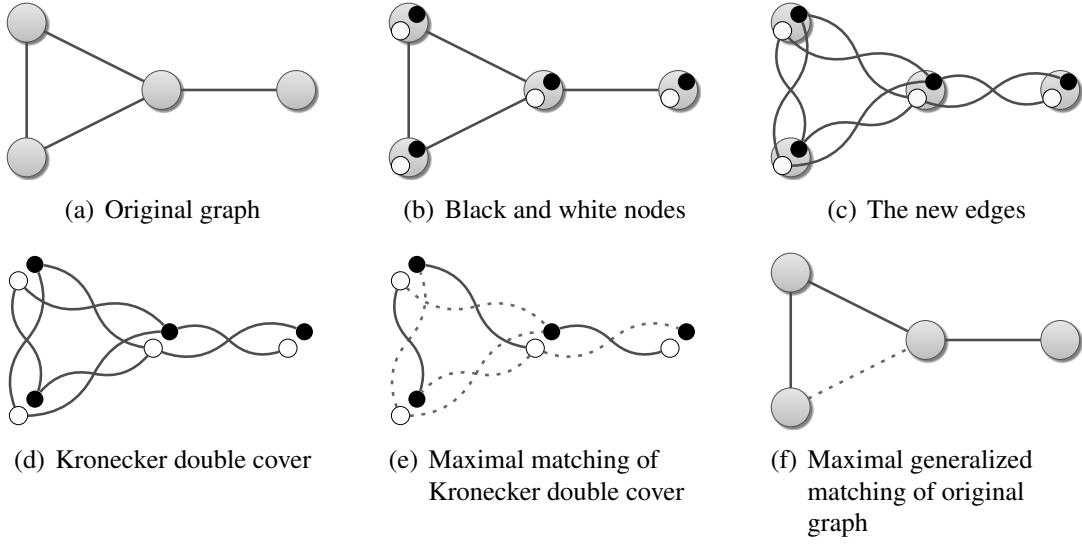 (a) Original graph
(b) Black and white nodes
(c) The new edges
(d) Kronecker double cover
(e) Maximal matching of
Kronecker double cover
(f) Maximal generalized
matching of original
graph